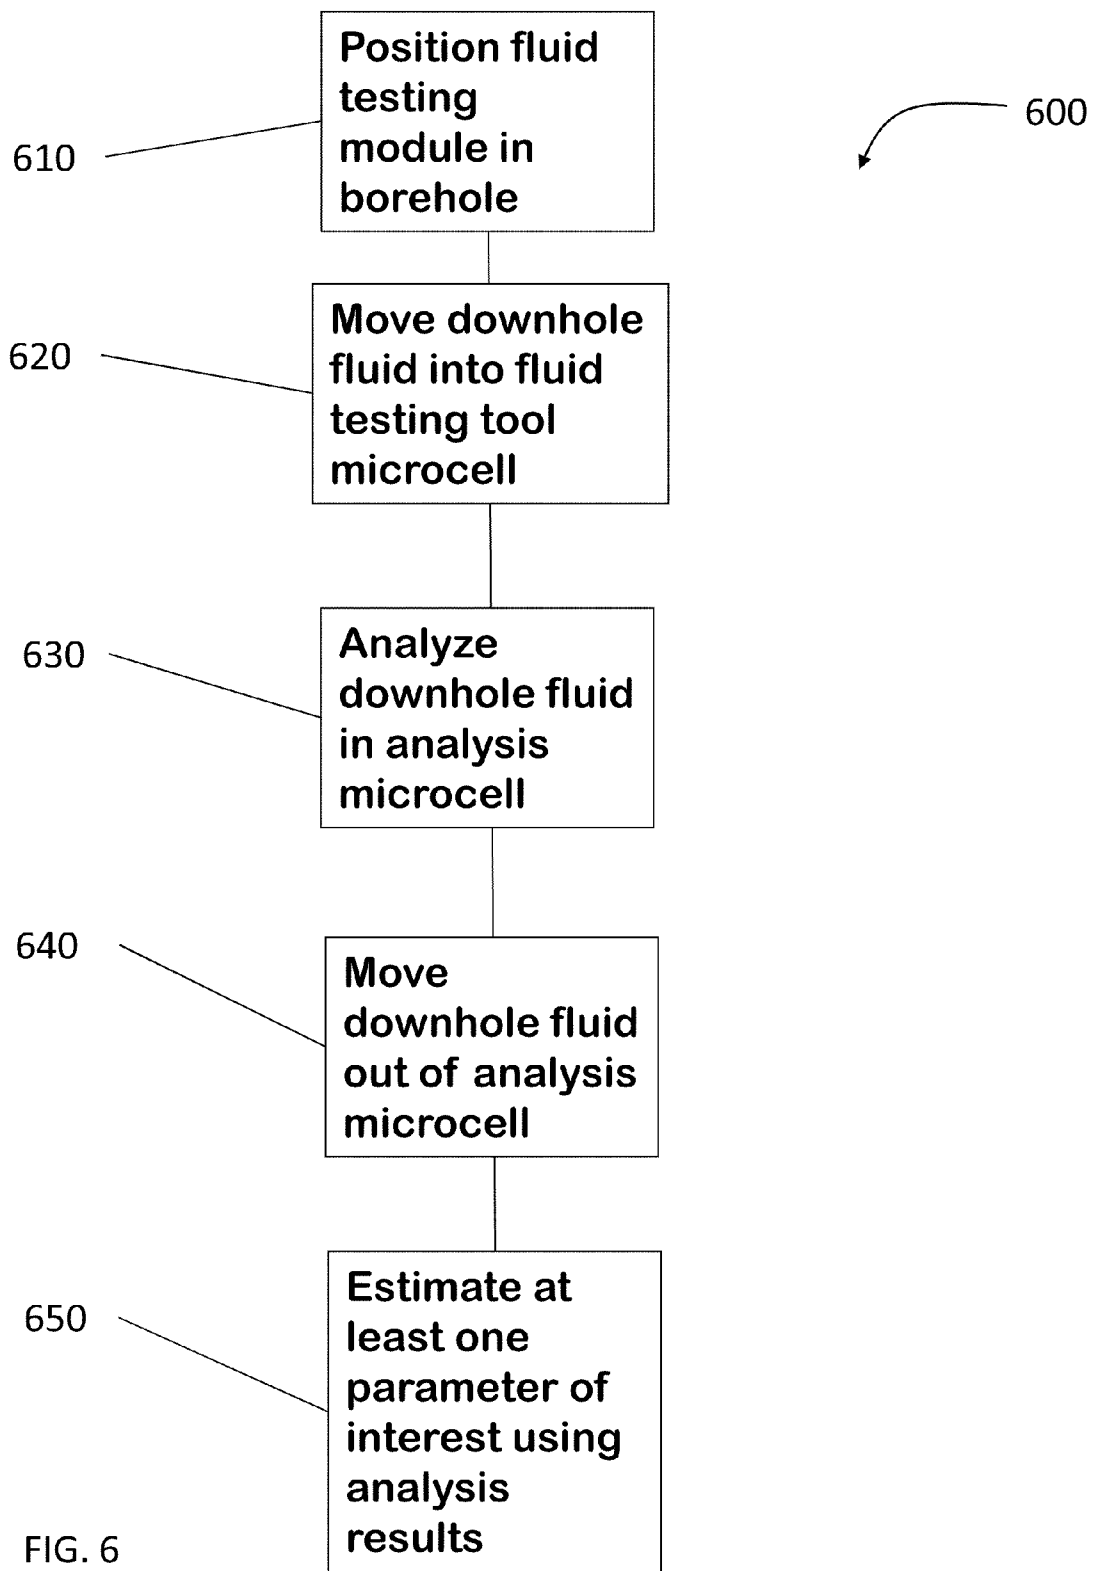 Position fluid
testing
module in
borehole
600
610
Move downhole
fluid into fluid
testing tool
microcell
620
Analyze
downhole fluid
in analysis
microcell
630
640
Move
downhole fluid
out of analysis
microcell
Estimate at
least one
parameter of
interest using
analysis
results
650
FIG. 6